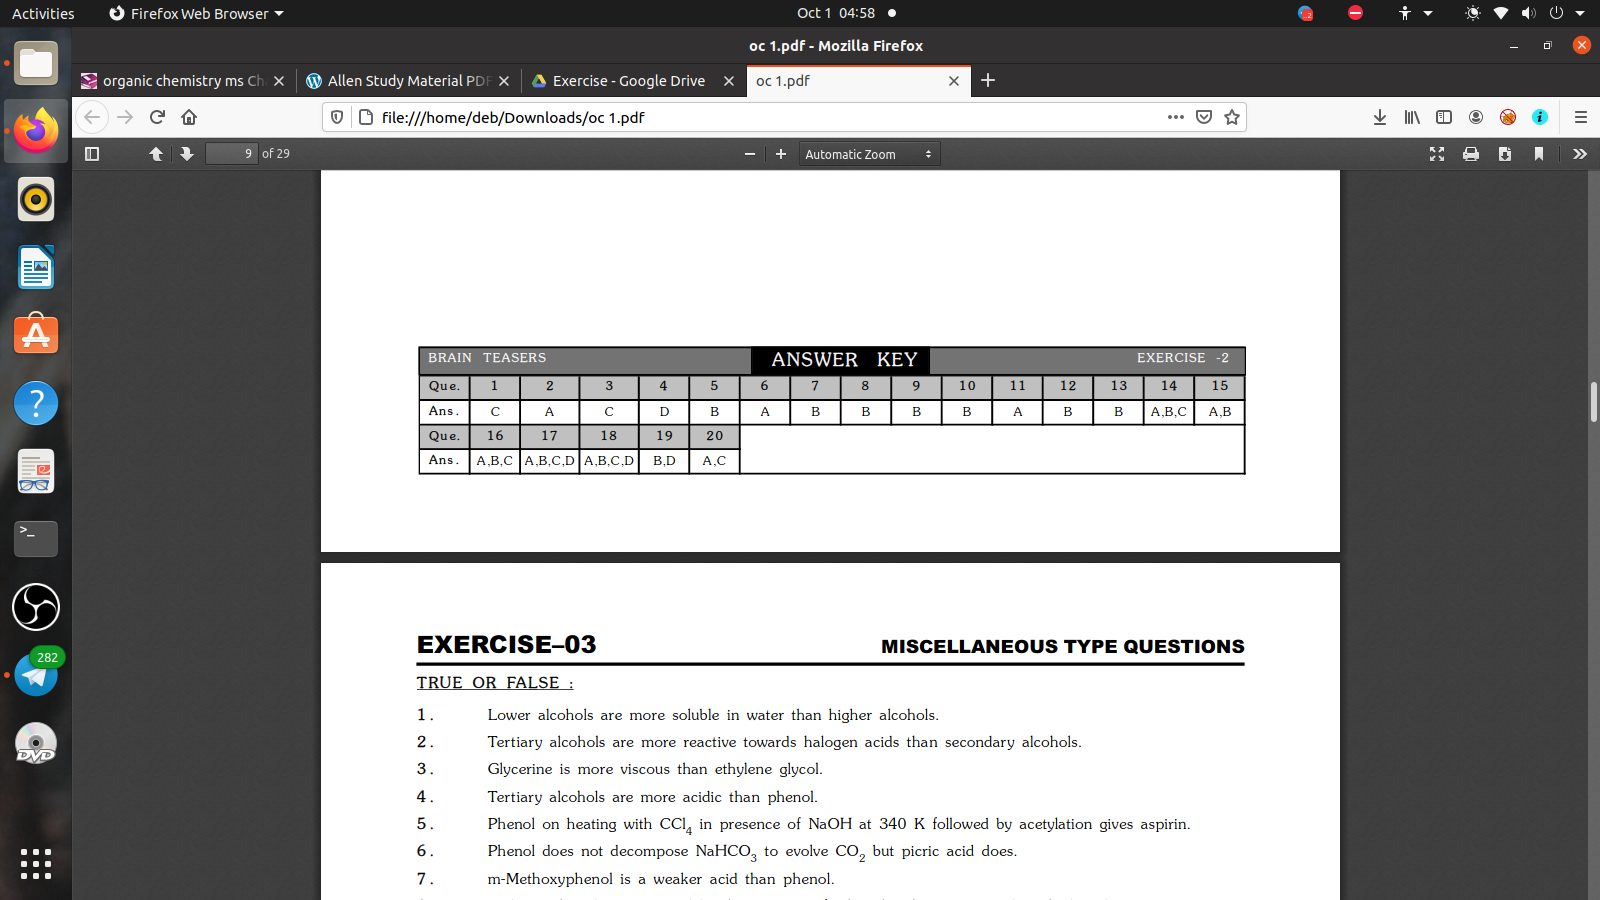 Activities Firefox Web Browser Oct 1 04:58
oc 1.pdf - Mozilla Firefox
organic chemistry ms Ch Allen Study Material PDF Exercise - Google Drive oc 1.pdf
file:///home/deb/Downloads/oc 1.pdf
9 of 29 Automatic Zoom
BRAIN TEASERS ANSWER KEY EXERCISE -2
Que. 1 2 3 4 5 6 7 8 9 10 11 12 13 14 15
Ans. C A C D B A B B B B A B B A,B,C A,B
Que. 16 17 18 19 20
Ans. A,B,C A,B,C,D A,B,C,D B,D A,C
EXERCISE–03 MISCELLANEOUS TYPE QUESTIONS
TRUE OR FALSE :
1. Lower alcohols are more soluble in water than higher alcohols.
2. Tertiary alcohols are more reactive towards halogen acids than secondary alcohols.
3. Glycerine is more viscous than ethylene glycol.
4. Tertiary alcohols are more acidic than phenol.
5. Phenol on heating with CCl4 in presence of NaOH at 340 K followed by acetylation gives aspirin.
6. Phenol does not decompose NaHCO3 to evolve CO2 but picric acid does.
7. m-Methoxyphenol is a weaker acid than phenol.
282
DVD